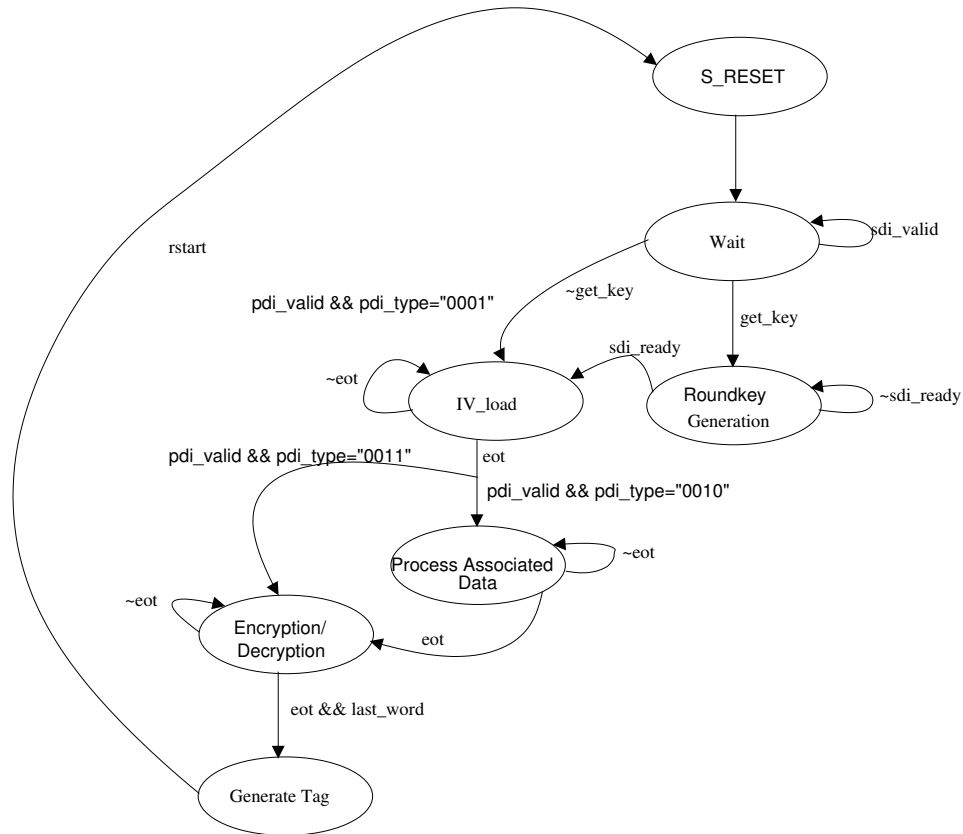 S_RESET
sdi_valid
Wait
rstart
~get_key
pdi_valid && pdi_type="0001"
get_key
sdi_ready
~eot
Roundkey
~sdi_ready
IV_load
Generation
eot
pdi_valid && pdi_type="0011"
pdi_valid && pdi_type="0010"
~eot
Process Associated
Data
~eot
Encryption/
eot
Decryption
eot && last_word
Generate Tag